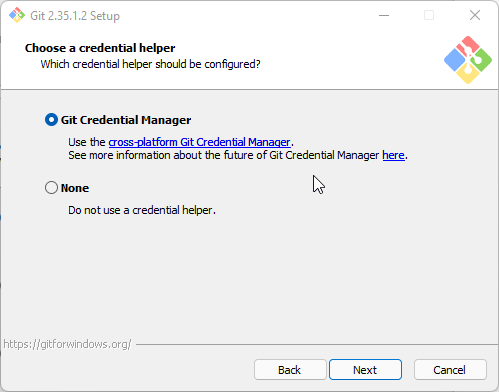 Git 2.35.1.2 Setup
Choose a credential helper
Which credential helper should be configured?
Git Credential Manager
Use the cross-platform Git Credential Manager.
See more information about the future of Git Credential Manager here.
None
Do not use a credential helper.
https://gitforwindows.org/
Back Next Cancel